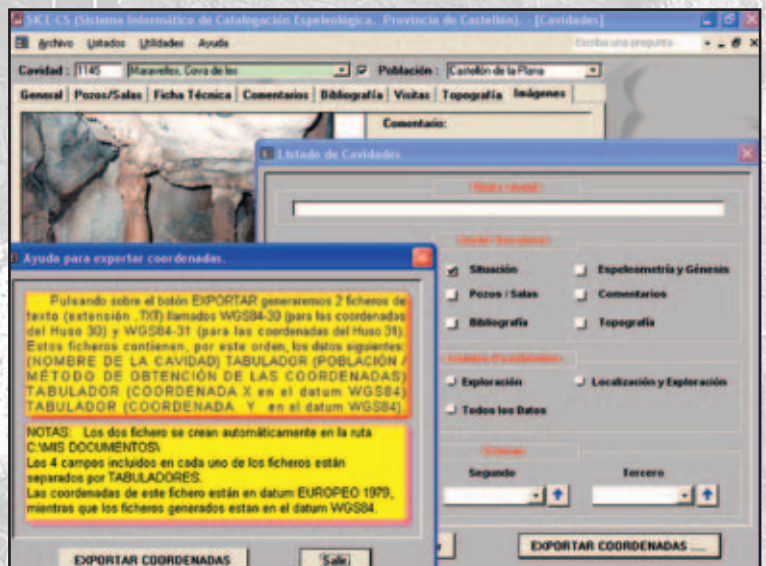 SICE-CS (Sistema Informático de Catalogación Espeleológica. Provincia de Castellón). - [Cavidades]
Archivo Listados Utilidades Ayuda
Escriba una pregunta
Cavidad : 1145 Maravelles, Cova de les Población : Castellón de la Plana
General Pozos/Salas Ficha Técnica Comentarios Bibliografía Visitas Topografía Imágenes
Comentario:
Listado de Cavidades
Situación Espeleometría y Génesis
Pozos / Salas Comentarios
Bibliografía Topografía
Exploración Localización y Exploración
Todos los Datos
Segundo Tercero
EXPORTAR COORDENADAS ....
Ayuda para exportar coordenadas.
Pulsando sobre el botón EXPORTAR generaremos 2 ficheros de
texto (extensión .TXT) llamados WGS84-30 (para las coordenadas
del Huso 30) y WGS84-31 (para las coordenadas del Huso 31).
Estos ficheros contienen, por este orden, los datos siguientes:
(NOMBRE DE LA CAVIDAD) TABULADOR (POBLACIÓN /
MÉTODO DE OBTENCIÓN DE LAS COORDENADAS)
TABULADOR (COORDENADA X en el datum WGS84)
TABULADOR (COORDENADA Y en el datum WGS84).
NOTAS: Los dos fichero se crean automáticamente en la ruta
C:\MIS DOCUMENTOS\
Los 4 campos incluidos en cada uno de los ficheros están
separados por TABULADORES.
Las coordenadas de este fichero están en datum EUROPEO 1979,
mientras que los ficheros generados estan en el datum WGS84.
EXPORTAR COORDENADAS Salir